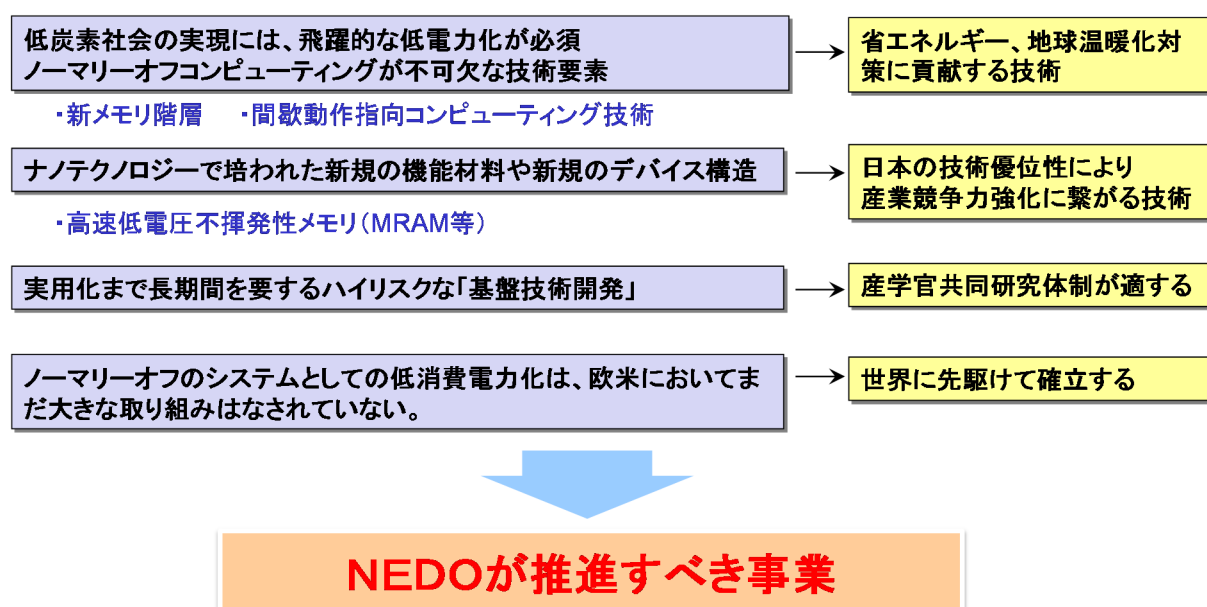 低炭素社会の実現には、飛躍的な低電力化が必須
ノーマリーオフコンピューティングが不可欠な技術要素
省エネルギー、地球温暖化対
策に貢献する技術
・新メモリ階層 ・間歇動作指向コンピューティング技術
ナノテクノロジーで培われた新規の機能材料や新規のデバイス構造
日本の技術優位性により
産業競争力強化に繋がる技術
・高速低電圧不揮発性メモリ(MRAM等)
実用化まで長期間を要するハイリスクな「基盤技術開発」
産学官共同研究体制が適する
ノーマリーオフのシステムとしての低消費電力化は、欧米においてま
だ大きな取り組みはなされていない。
世界に先駆けて確立する
NEDOが推進すべき事業